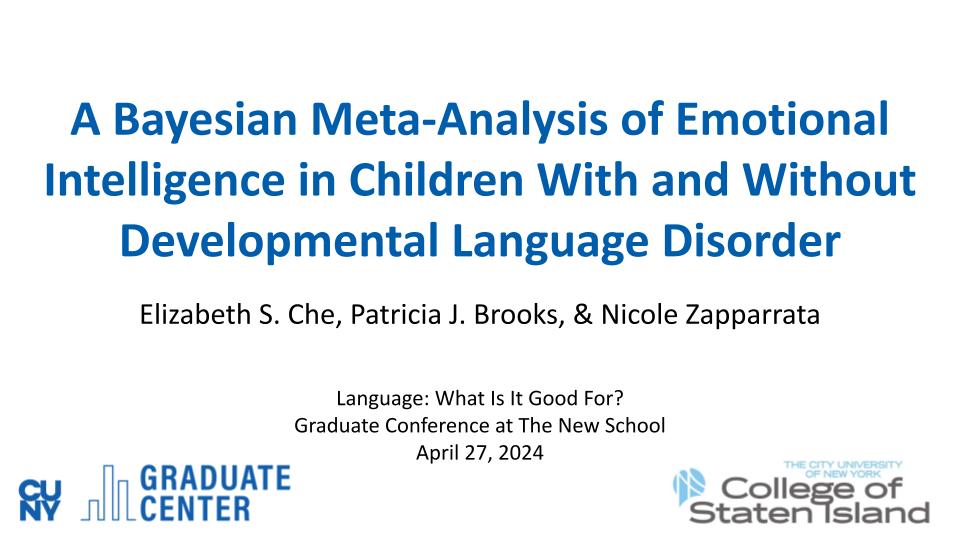 A Bayesian Meta-Analysis of Emotional
Intelligence in Children With and Without
Developmental Language Disorder
Elizabeth S. Che, Patricia J. Brooks, & Nicole Zapparrata
Language: What Is It Good For?
Graduate Conference at The New School
April 27, 2024
CU
NY
GRADUATE
CENTER
THE CITY UNIVERSITY
OF NEW YORK
College of
Staten Island